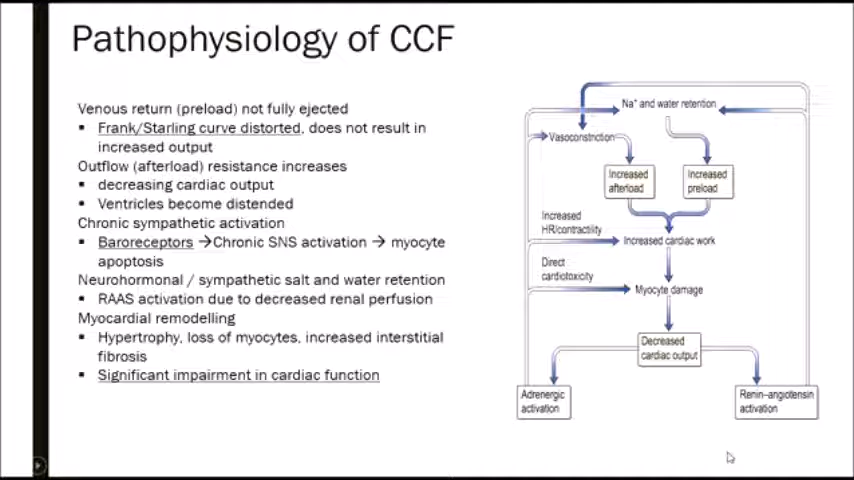 Pathophysiology of CCF
Venous return (preload) not fully ejected
▪ Frank/Starling curve distorted, does not result in
increased output
Outflow (afterload) resistance increases
▪ decreasing cardiac output
▪ Ventricles become distended
Chronic sympathetic activation
▪ Baroreceptors →Chronic SNS activation → myocyte
apoptosis
Neurohormonal / sympathetic salt and water retention
▪ RAAS activation due to decreased renal perfusion
Myocardial remodelling
▪ Hypertrophy, loss of myocytes, increased interstitial
fibrosis
▪ Significant impairment in cardiac function
Na⁺ and water retention
Vasoconstriction
Increased
afterload
Increased
preload
Increased
HR/contractility
Increased cardiac work
Direct
cardiotoxicity
Myocyte damage
Decreased
cardiac output
Adrenergic
activation
Renin–angiotensin
activation